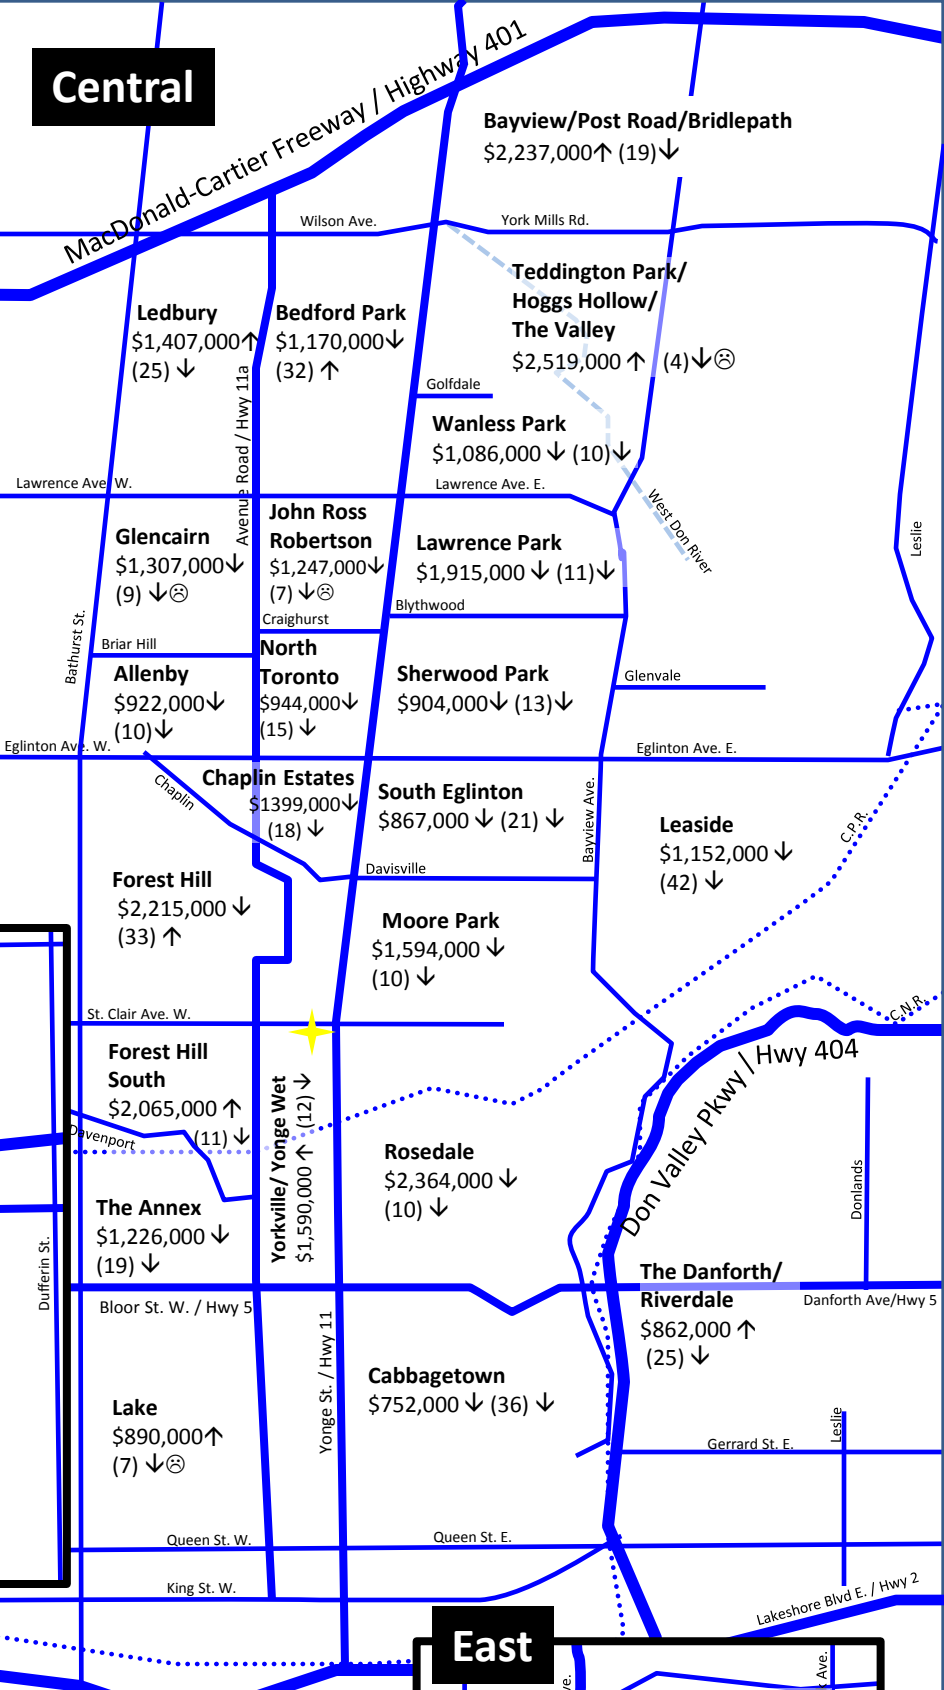 Central
MacDonald-Cartier Freeway / Highway 401
Bayview/Post Road/Bridlepath
$2,237,000↑ (19)↓
Wilson Ave.
York Mills Rd.
Teddington Park/
Hoggs Hollow/
The Valley
$2,519,000 ↑ (4)↓☹
Ledbury
$1,407,000↑
(25) ↓
Bedford Park
$1,170,000↓
(32) ↑
Golfdale
Wanless Park
$1,086,000 ↓ (10)↓
Avenue Road / Hwy 11a
Lawrence Ave. W.
Lawrence Ave. E.
West Don River
Leslie
Glencairn
$1,307,000↓
(9) ↓☹
John Ross
Robertson
$1,247,000↓
(7) ↓☹
Lawrence Park
$1,915,000 ↓ (11)↓
Blythwood
Craighurst
Bathurst St.
Briar Hill
Allenby
$922,000↓
(10)↓
North
Toronto
$944,000↓
(15) ↓
Sherwood Park
$904,000↓ (13)↓
Glenvale
Eglinton Ave. W.
Eglinton Ave. E.
Chaplin
Chaplin Estates
$1399,000↓
(18) ↓
South Eglinton
$867,000 ↓ (21) ↓
Bayview Ave.
Leaside
$1,152,000 ↓
(42) ↓
C.P.R.
Davisville
Forest Hill
$2,215,000 ↓
(33) ↑
Moore Park
$1,594,000 ↓
(10) ↓
St. Clair Ave. W.
C.N.R.
Don Valley Pkwy / Hwy 404
Forest Hill
South
$2,065,000 ↑
(11) ↓
Davenport
Yorkville/ Yonge Wet
$1,590,000 ↑ (12) ↓
Rosedale
$2,364,000 ↓
(10) ↓
Donlands
The Annex
$1,226,000 ↓
(19) ↓
Dufferin St.
Bloor St. W. / Hwy 5
The Danforth/
Riverdale
$862,000 ↑
(25) ↓
Danforth Ave/Hwy 5
Yonge St. / Hwy 11
Cabbagetown
$752,000 ↓ (36) ↓
Lake
$890,000↑
(7) ↓☹
Leslie
Gerrard St. E.
Queen St. W.
Queen St. E.
King St. W.
Lakeshore Blvd E. / Hwy 2
East
Ave.